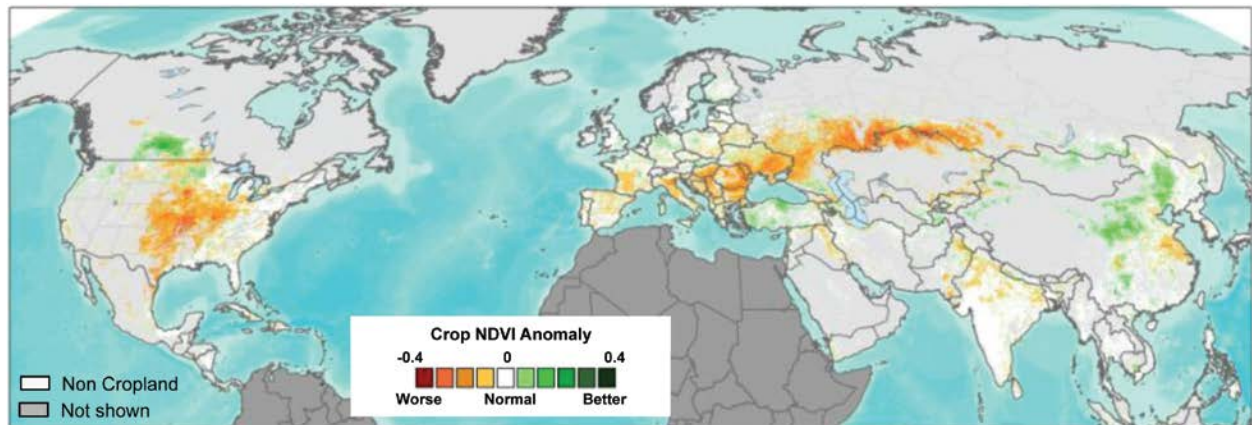 Crop NDVI Anomaly
-0.4 0 0.4
Worse Normal Better
Non Cropland
Not shown